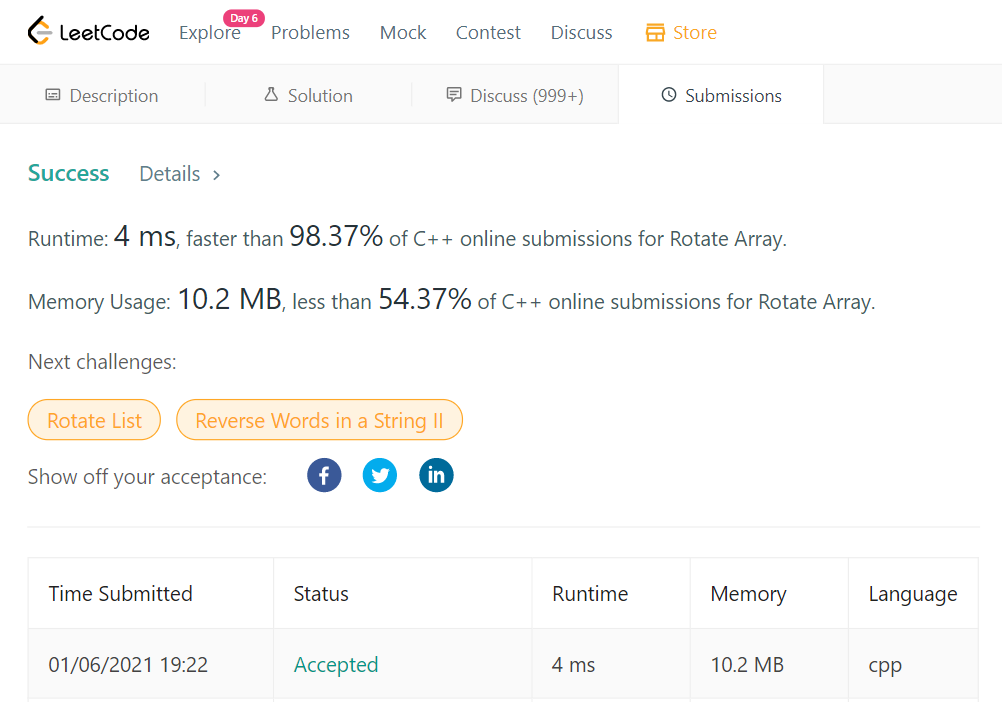 LeetCode Explore Day 6 Problems Mock Contest Discuss Store
Description Solution Discuss (999+) Submissions
Success Details >
Runtime: 4 ms, faster than 98.37% of C++ online submissions for Rotate Array.
Memory Usage: 10.2 MB, less than 54.37% of C++ online submissions for Rotate Array.
Next challenges:
Rotate List Reverse Words in a String II
Show off your acceptance: f in
Time Submitted Status Runtime Memory Language
01/06/2021 19:22 Accepted 4 ms 10.2 MB cpp